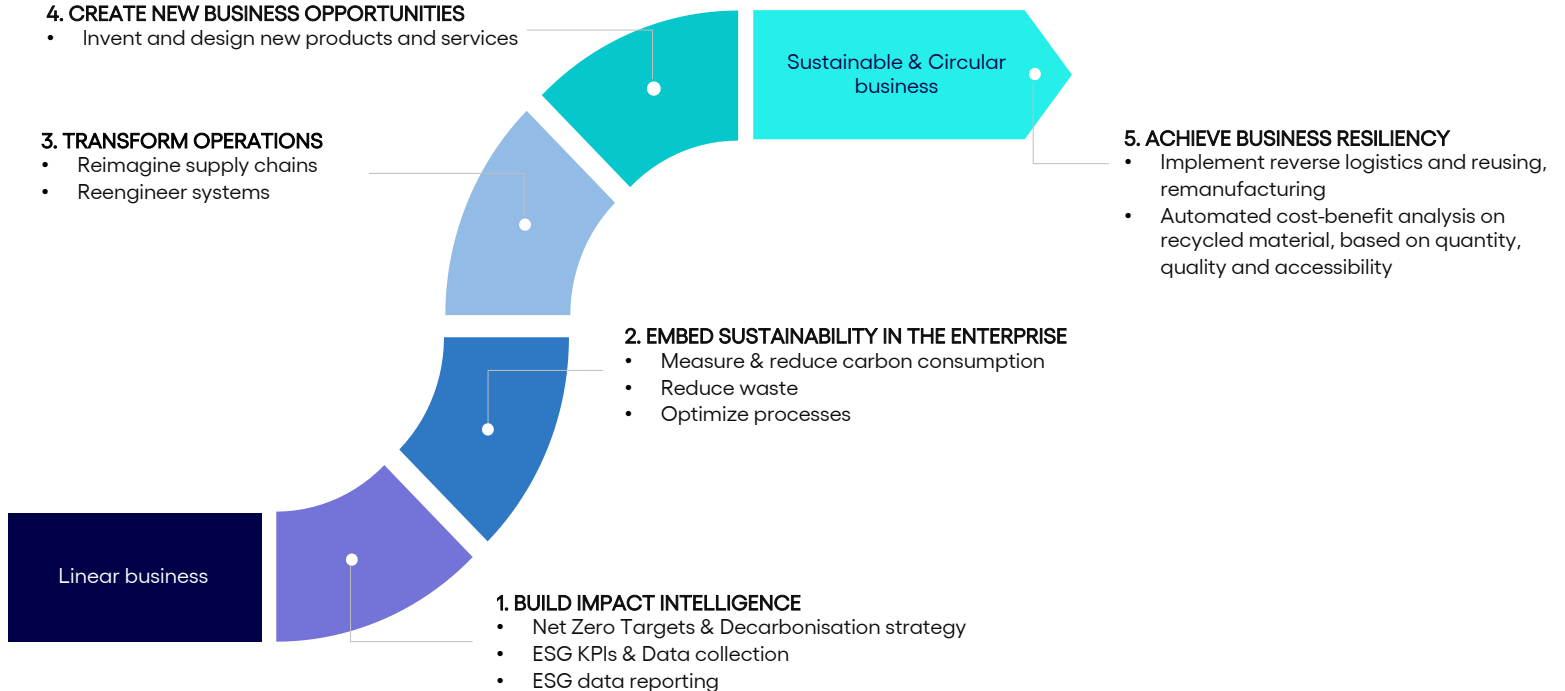 4. CREATE NEW BUSINESS OPPORTUNITIES
• Invent and design new products and services
Sustainable & Circular
business
3. TRANSFORM OPERATIONS
• Reimagine supply chains
• Reengineer systems
5. ACHIEVE BUSINESS RESILIENCY
• Implement reverse logistics and reusing,
remanufacturing
• Automated cost-benefit analysis on
recycled material, based on quantity,
quality and accessibility
2. EMBED SUSTAINABILITY IN THE ENTERPRISE
• Measure & reduce carbon consumption
• Reduce waste
• Optimize processes
Linear business
1. BUILD IMPACT INTELLIGENCE
• Net Zero Targets & Decarbonisation strategy
• ESG KPIs & Data collection
• ESG data reporting